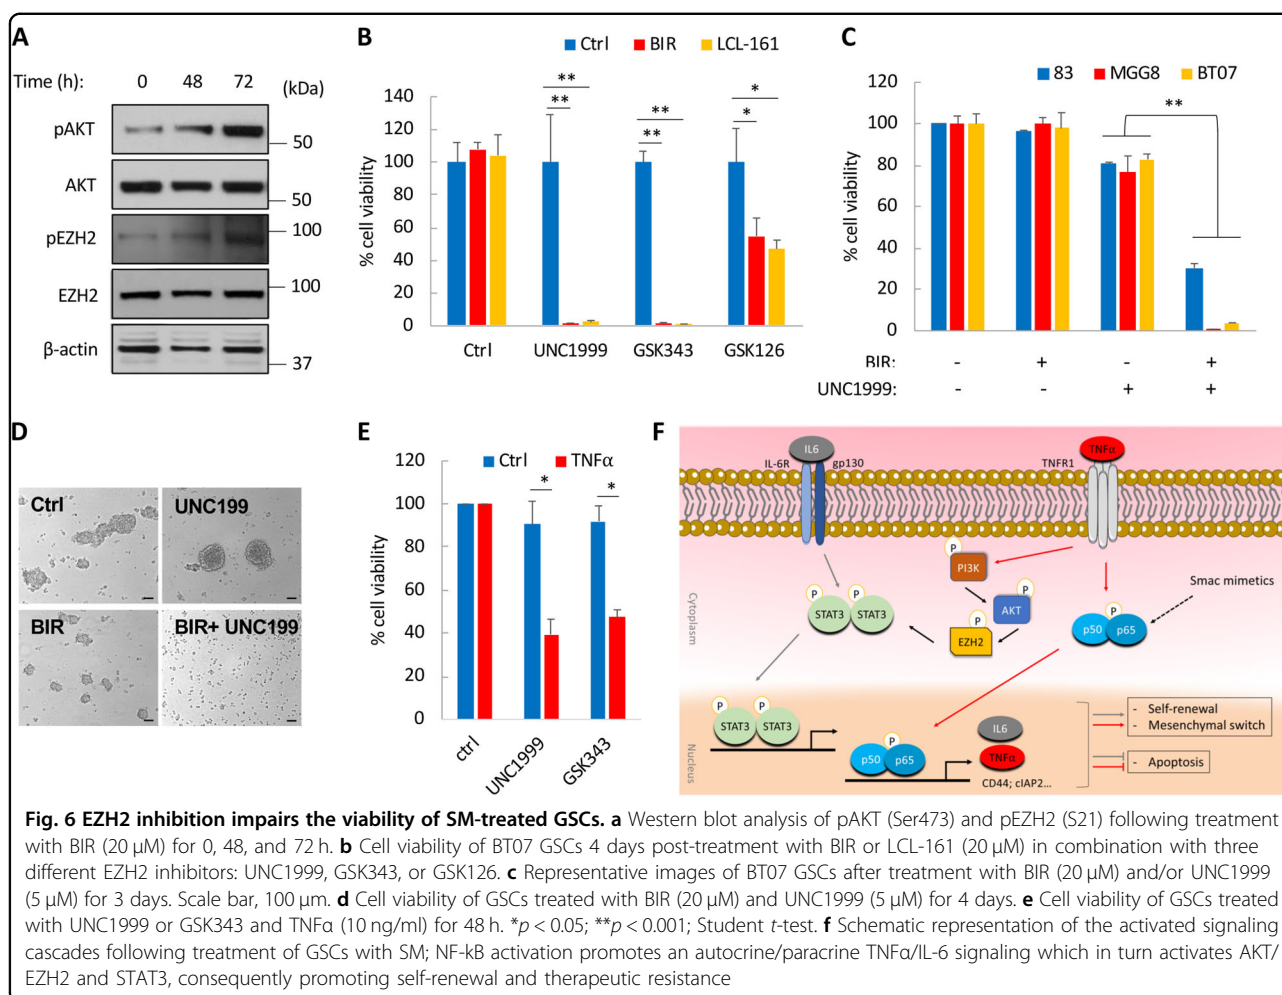 A
Time (h): 0 48 72 (kDa)
pAKT
50
AKT
50
pEZH2
100
EZH2
100
β-actin
37
B
Ctrl BIR LCL-161
% cell viability
140
120
100
80
60
40
20
0
** ** ** ** * *
Ctrl UNC1999 GSK343 GSK126
C
83 MGG8 BT07
% cell viability
120
100
80
60
40
20
0
**
BIR: - + - +
UNC1999: - - + +
D
Ctrl
UNC199
BIR
BIR+ UNC199
E
Ctrl TNFα
% cell viability
120
100
80
60
40
20
0
* *
ctrl UNC1999 GSK343
F
IL6
IL-6R gp130
TNFα
TNFR1
P
PI3K
P
AKT
P
EZH2
P P
STAT3 STAT3
Smac mimetics
P
p50 p65
Cytoplasm
Nucleus
P P
STAT3 STAT3
P
p50 p65
IL6
TNFα
CD44; cIAP2...
- Self-renewal
- Mesenchymal switch
- Apoptosis
Fig. 6 EZH2 inhibition impairs the viability of SM-treated GSCs. a Western blot analysis of pAKT (Ser473) and pEZH2 (S21) following treatment
with BIR (20 µM) for 0, 48, and 72 h. b Cell viability of BT07 GSCs 4 days post-treatment with BIR or LCL-161 (20 µM) in combination with three
different EZH2 inhibitors: UNC1999, GSK343, or GSK126. c Representative images of BT07 GSCs after treatment with BIR (20 µM) and/or UNC1999
(5 µM) for 3 days. Scale bar, 100 µm. d Cell viability of GSCs treated with BIR (20 µM) and UNC1999 (5 µM) for 4 days. e Cell viability of GSCs treated
with UNC1999 or GSK343 and TNFα (10 ng/ml) for 48 h. *p < 0.05; **p < 0.001; Student t-test. f Schematic representation of the activated signaling
cascades following treatment of GSCs with SM; NF-kB activation promotes an autocrine/paracrine TNFα/IL-6 signaling which in turn activates AKT/
EZH2 and STAT3, consequently promoting self-renewal and therapeutic resistance